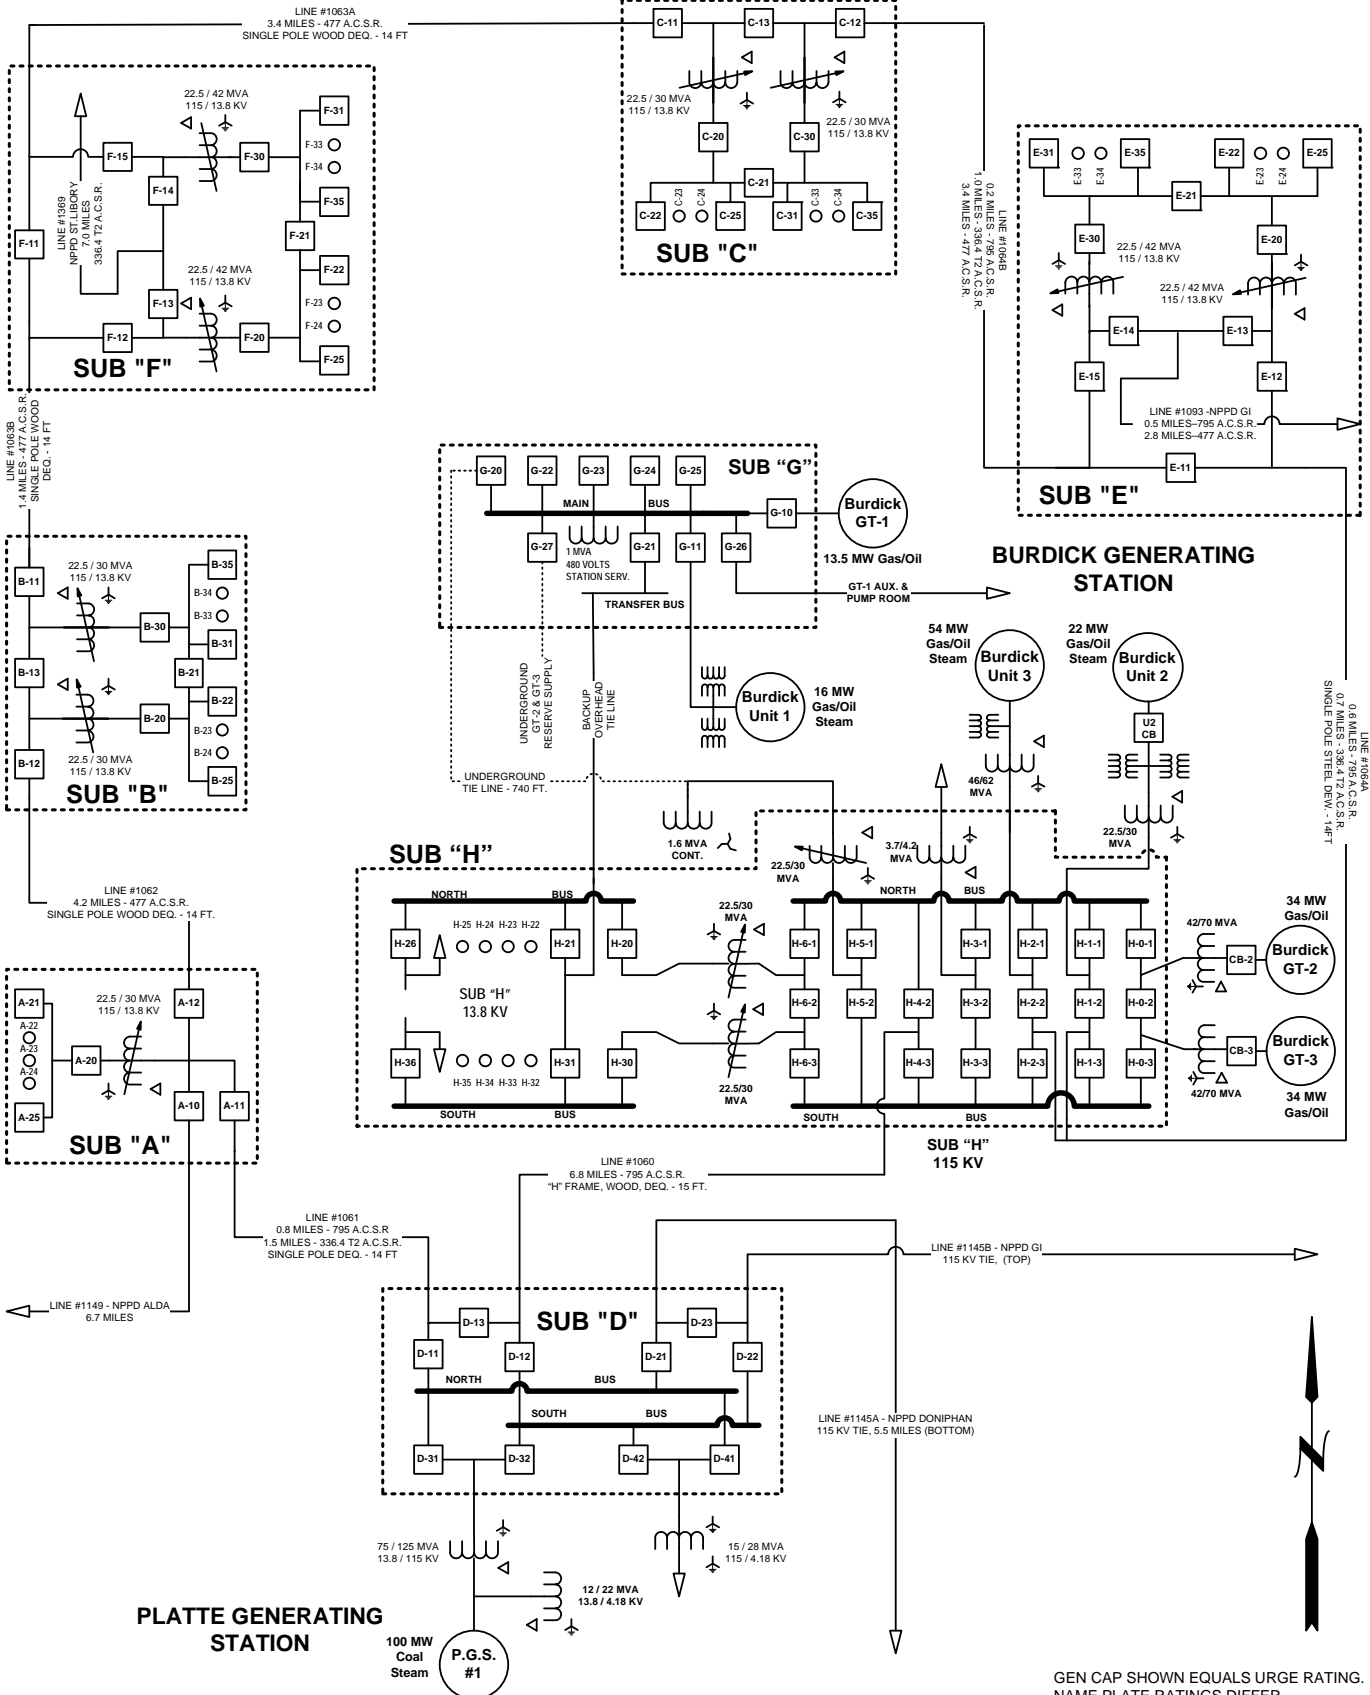 LINE #1063A
3.4 MILES - 477 A.C.S.R.
SINGLE POLE WOOD DEQ. - 14 FT
C-11
C-13
C-12
22.5 / 30 MVA
115 / 13.8 KV
22.5 / 30 MVA
115 / 13.8 KV
C-20
C-30
C-21
C-22
C-23
C-24
C-25
C-31
C-33
C-34
C-35
SUB "C"
LINE #1064B
0.2 MILES - 795 A.C.S.R.
1.0 MILES - 336.4 T2 A.C.S.R.
3.4 MILES - 477 A.C.S.R.
LINE #1369
NPPD ST.LIBORY
7.0 MILES
336.4 T2 A.C.S.R.
22.5 / 42 MVA
115 / 13.8 KV
F-31
F-33
F-34
F-15
F-30
F-14
F-35
F-11
F-21
22.5 / 42 MVA
115 / 13.8 KV
F-22
F-13
F-23
F-24
F-12
F-20
F-25
SUB "F"
E-31
E-33
E-34
E-35
E-22
E-23
E-24
E-25
E-21
E-30
E-20
22.5 / 42 MVA
115 / 13.8 KV
22.5 / 42 MVA
115 / 13.8 KV
E-14
E-13
E-15
E-12
LINE #1093 -NPPD GI
0.5 MILES–795 A.C.S.R.
2.8 MILES–477 A.C.S.R.
E-11
SUB "E"
LINE #1063B
1.4 MILES - 477 A.C.S.R.
SINGLE POLE WOOD
DEQ. - 14 FT
G-20
G-22
G-23
G-24
G-25
SUB “G”
MAIN
BUS
G-10
Burdick
GT-1
13.5 MW Gas/Oil
G-27
1 MVA
480 VOLTS
STATION SERV.
G-21
G-11
G-26
TRANSFER BUS
GT-1 AUX. &
PUMP ROOM
BURDICK GENERATING
STATION
B-11
22.5 / 30 MVA
115 / 13.8 KV
B-35
B-34
B-33
B-30
B-31
B-13
B-21
B-22
B-20
B-23
B-24
B-12
22.5 / 30 MVA
115 / 13.8 KV
B-25
SUB "B"
UNDERGROUND
GT-2 & GT-3
RESERVE SUPPLY
BACKUP
OVERHEAD
TIE LINE
Burdick
Unit 1
16 MW
Gas/Oil
Steam
54 MW
Gas/Oil
Steam
Burdick
Unit 3
22 MW
Gas/Oil
Steam
Burdick
Unit 2
U2
CB
46/62
MVA
22.5/30
MVA
LINE #1064A
0.6 MILES - 795 A.C.S.R.
0.7 MILES - 336.4 T2 A.C.S.R.
SINGLE POLE STEEL DEW. - 14FT
UNDERGROUND
TIE LINE - 740 FT.
1.6 MVA
CONT.
22.5/30
MVA
3.7/4.2
MVA
SUB “H”
NORTH
BUS
H-26
H-25 H-24 H-23 H-22
H-21
H-20
SUB “H”
13.8 KV
H-36
H-35 H-34 H-33 H-32
H-31
H-30
SOUTH
BUS
22.5/30
MVA
22.5/30
MVA
NORTH
BUS
H-6-1
H-5-1
H-3-1
H-2-1
H-1-1
H-0-1
H-6-2
H-5-2
H-4-2
H-3-2
H-2-2
H-1-2
H-0-2
H-6-3
H-4-3
H-3-3
H-2-3
H-1-3
H-0-3
SOUTH
BUS
SUB “H”
115 KV
42/70 MVA
CB-2
34 MW
Gas/Oil
Burdick
GT-2
CB-3
Burdick
GT-3
42/70 MVA
34 MW
Gas/Oil
LINE #1062
4.2 MILES - 477 A.C.S.R.
SINGLE POLE WOOD DEQ. - 14 FT.
A-21
A-22
A-23
A-24
A-25
22.5 / 30 MVA
115 / 13.8 KV
A-12
A-20
A-10
A-11
SUB "A"
LINE #1060
6.8 MILES - 795 A.C.S.R.
“H” FRAME, WOOD, DEQ. - 15 FT.
LINE #1061
0.8 MILES - 795 A.C.S.R
1.5 MILES - 336.4 T2 A.C.S.R.
SINGLE POLE DEQ. - 14 FT
LINE #1145B - NPPD GI
115 KV TIE, (TOP)
LINE #1149 - NPPD ALDA
6.7 MILES
D-13
SUB "D"
D-23
D-11
D-12
D-21
D-22
NORTH
BUS
SOUTH
BUS
D-31
D-32
D-42
D-41
LINE #1145A - NPPD DONIPHAN
115 KV TIE, 5.5 MILES (BOTTOM)
75 / 125 MVA
13.8 / 115 KV
15 / 28 MVA
115 / 4.18 KV
12 / 22 MVA
13.8 / 4.18 KV
PLATTE GENERATING
STATION
100 MW
Coal
Steam
P.G.S.
#1
N
GEN CAP SHOWN EQUALS URGE RATING.
NAME PLATE RATINGS DIFFER